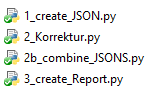 1_create_JSON.py
2_Korrektur.py
2b_combine_JSONS.py
3_create_Report.py